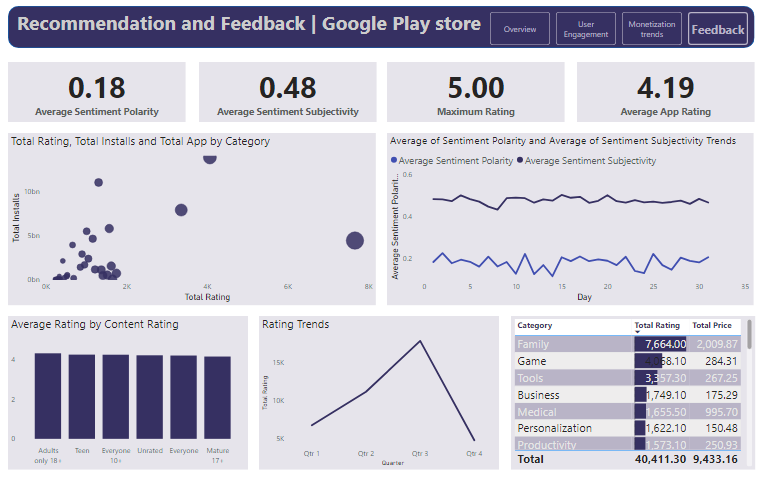 Recommendation and Feedback | Google Play store
Overview
User
Engagement
Monetization
trends
Feedback
0.18
Average Sentiment Polarity
0.48
Average Sentiment Subjectivity
5.00
Maximum Rating
4.19
Average App Rating
Total Rating, Total Installs and Total App by Category
Total Installs
10bn
5bn
0bn
0K 2K 4K 6K 8K
Total Rating
Average of Sentiment Polarity and Average of Sentiment Subjectivity Trends
Average Sentiment Polarity Average Sentiment Subjectivity
Average Sentiment Polarit...
0.6
0.4
0.2
0 5 10 15 20 25 30 35
Day
Average Rating by Content Rating
4
2
0
Adults Teen Everyone Unrated Everyone Mature
only 18+ 10+ 17+
Rating Trends
Total Rating
15K
10K
5K
Qtr 1 Qtr 2 Qtr 3 Qtr 4
Quarter
Category Total Rating Total Price
Family 7,664.00 2,009.87
Game 4,068.10 284.31
Tools 3,357.30 267.25
Business 1,749.10 175.29
Medical 1,655.50 995.70
Personalization 1,622.10 150.48
Productivity 1,573.10 250.93
Total 40,411.30 9,433.16